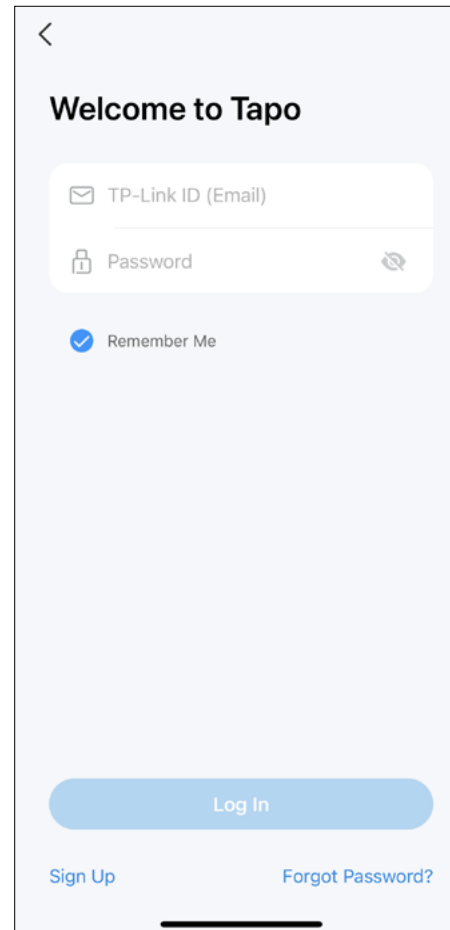 Welcome to Tapo
TP-Link ID (Email)
Password
Remember Me
Log In
Sign Up
Forgot Password?